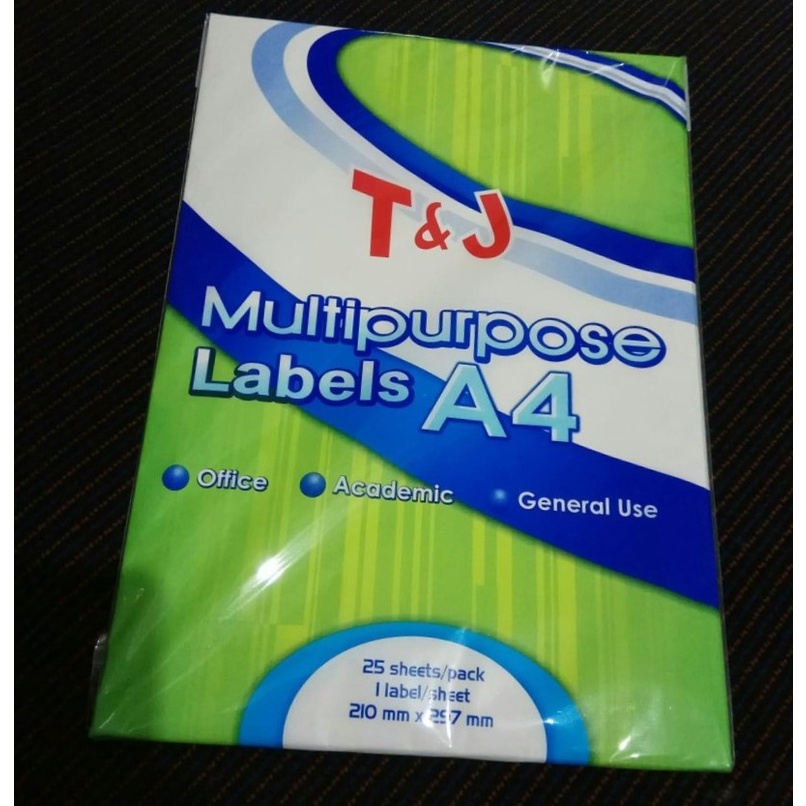 T & J
Multipurpose
Labels A4
Office Academic General Use
25 sheets/pack
1 label/sheet
210 mm x 297 mm